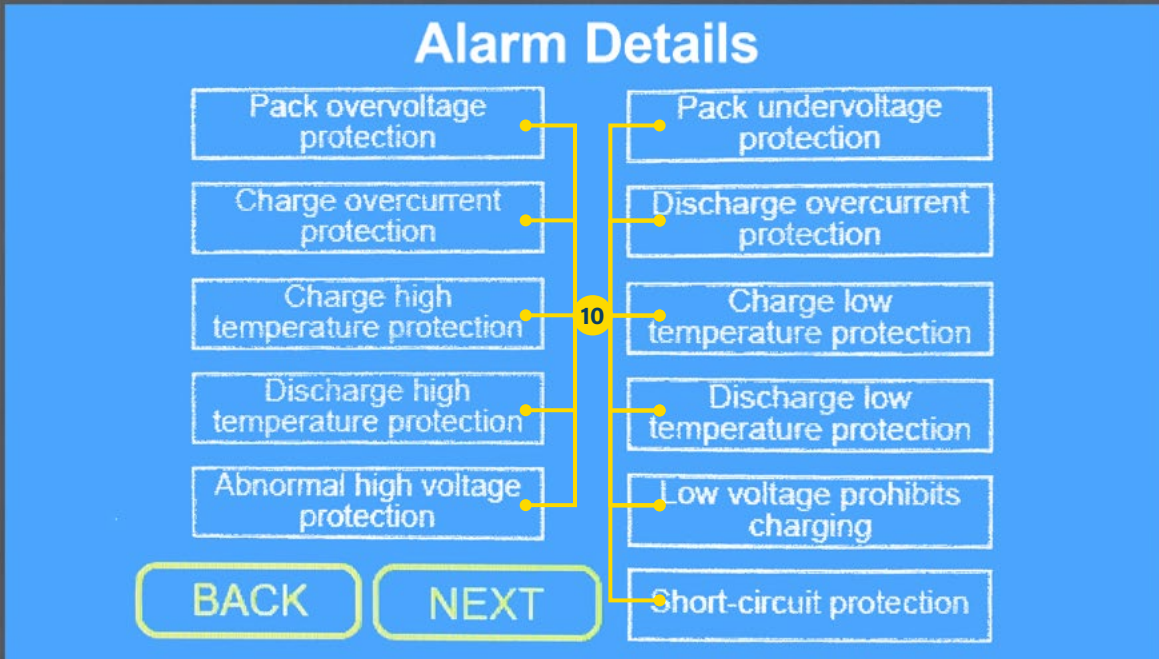 Alarm Details
Pack overvoltage
protection
Pack undervoltage
protection
Charge overcurrent
protection
Discharge overcurrent
protection
Charge high
temperature protection
10
Charge low
temperature protection
Discharge high
temperature protection
Discharge low
temperature protection
Abnormal high voltage
protection
Low voltage prohibits
charging
BACK
NEXT
Short-circuit protection